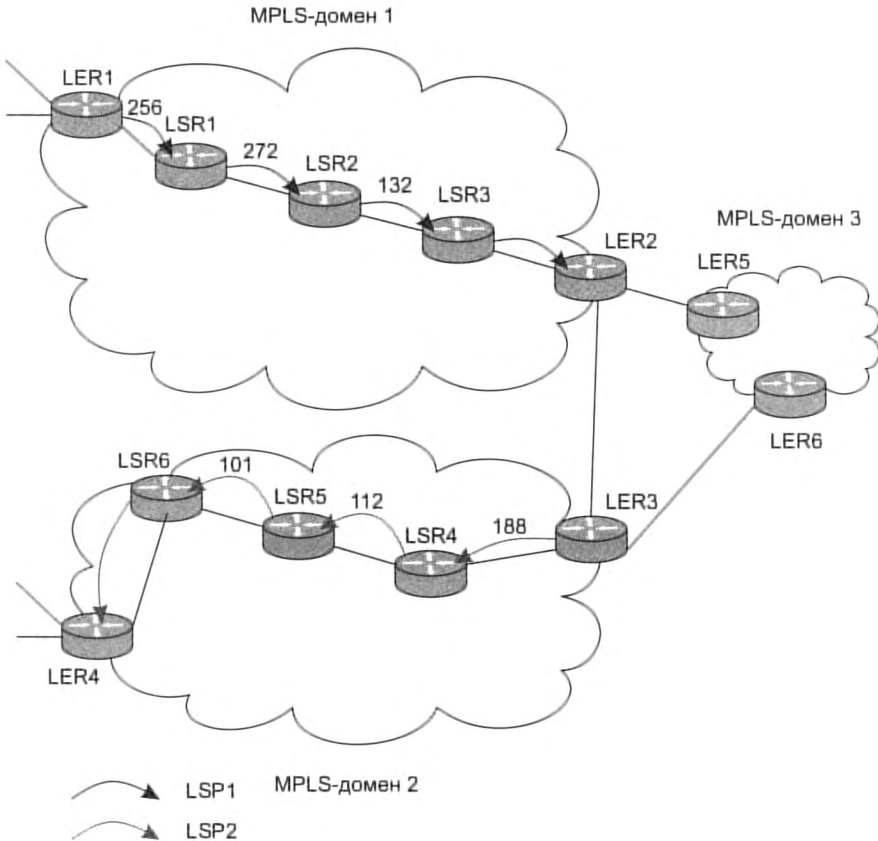 MPLS-домен 1
LER1
256
LSR1
272
LSR2
132
LSR3
LER2
MPLS-домен 3
LER5
LER6
LSR6
101
LSR5
112
LSR4
188
LER3
LER4
LSP1
MPLS-домен 2
LSP2